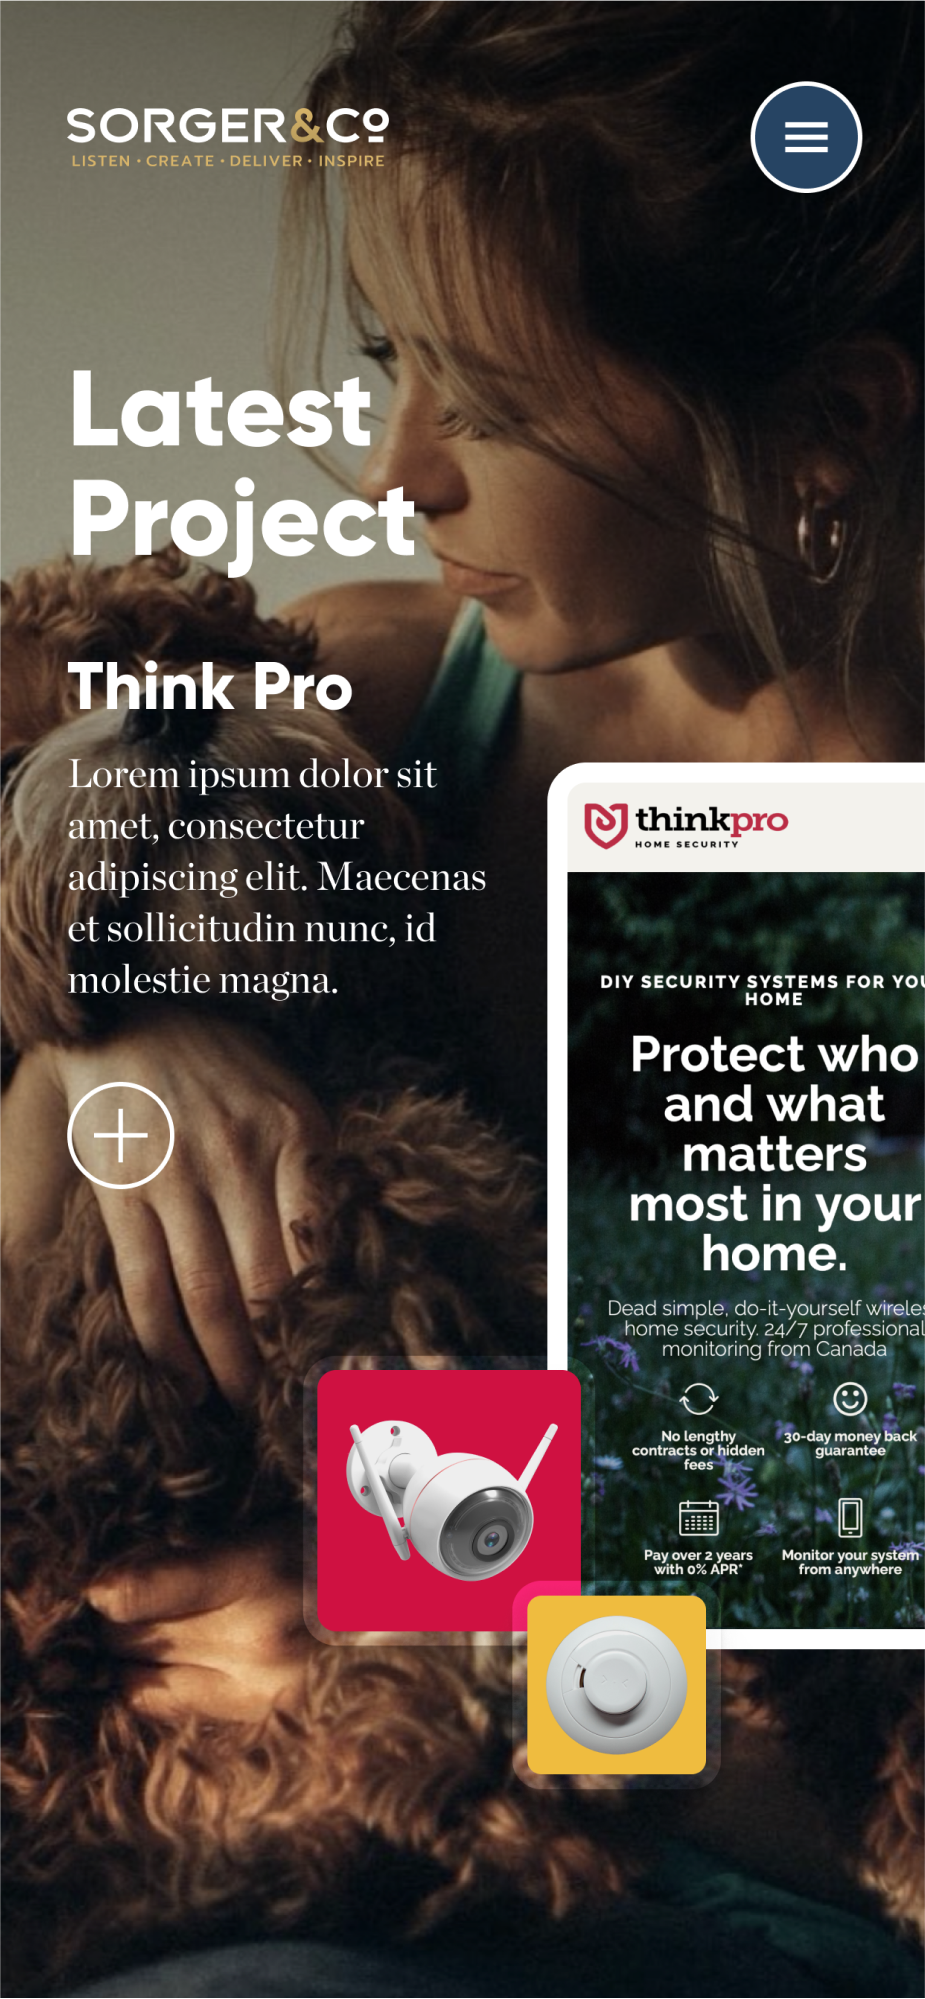 SORGER&Cº
LISTEN • CREATE • DELIVER • INSPIRE
Latest
Project
Think Pro
Lorem ipsum dolor sit
amet, consectetur
adipiscing elit. Maecenas
et sollicitudin nunc, id
molestie magna.
thinkpro
HOME SECURITY
DIY SECURITY SYSTEMS FOR YOU
HOME
Protect who
and what
matters
most in your
home.
Dead simple, do-it-yourself wireles
home security. 24/7 professional
monitoring from Canada
No lengthy
contracts or hidden
fees
30-day money back
guarantee
Pay over 2 years
with 0% APR*
Monitor your system
from anywhere